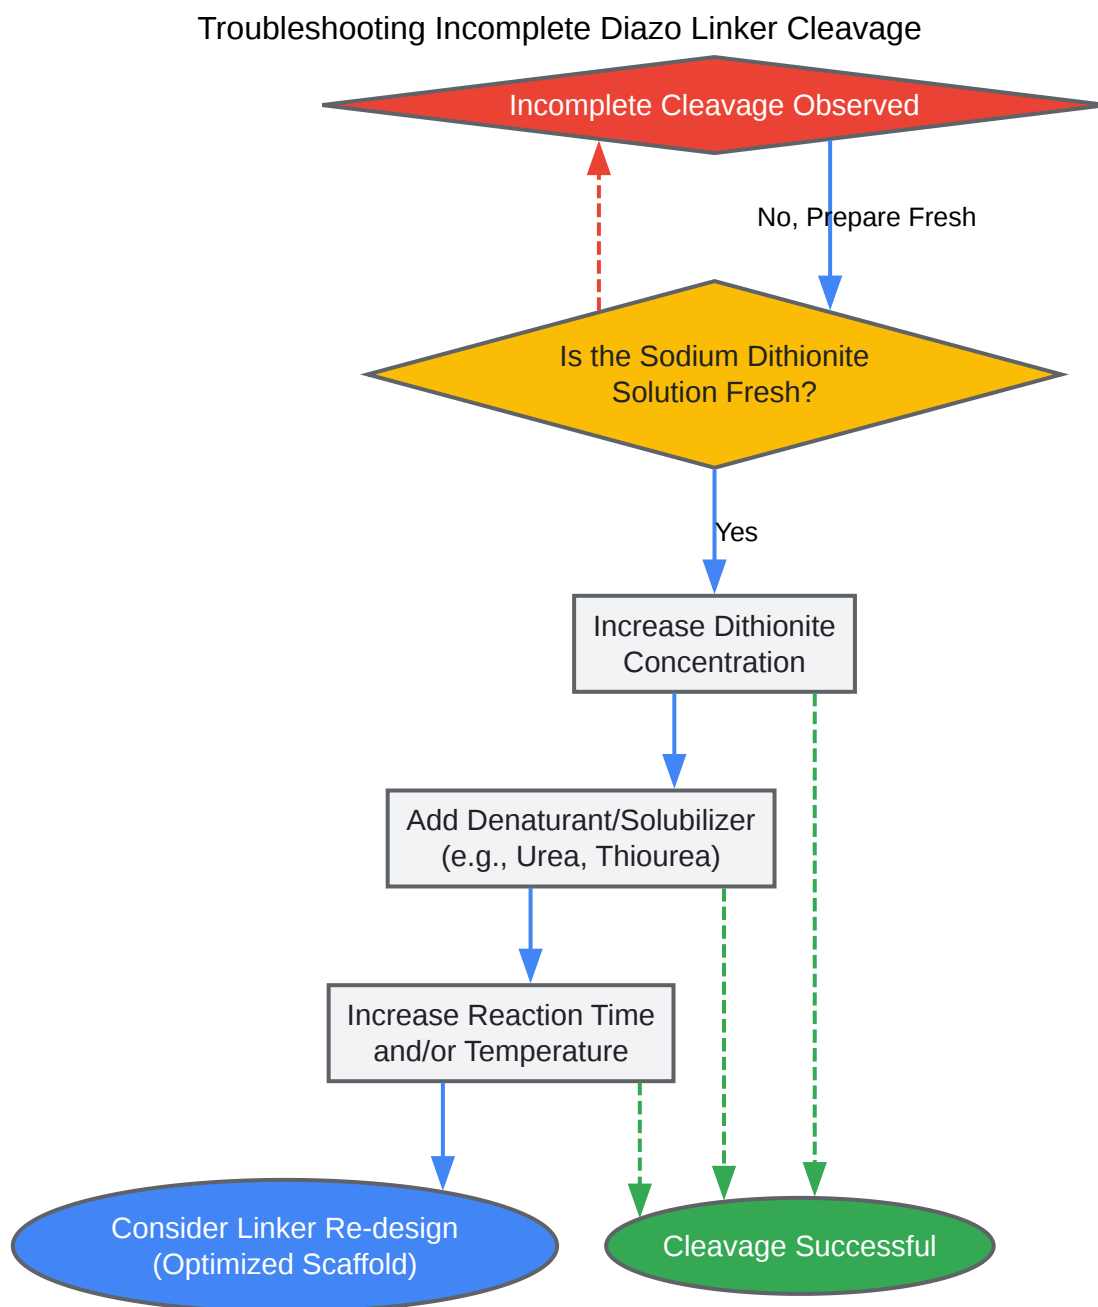 Troubleshooting Incomplete Diazo Linker Cleavage
Incomplete Cleavage Observed
No, Prepare Fresh
Is the Sodium Dithionite
Solution Fresh?
Yes
Increase Dithionite
Concentration
Add Denaturant/Solubilizer
(e.g., Urea, Thiourea)
Increase Reaction Time
and/or Temperature
Consider Linker Re-design
(Optimized Scaffold)
Cleavage Successful